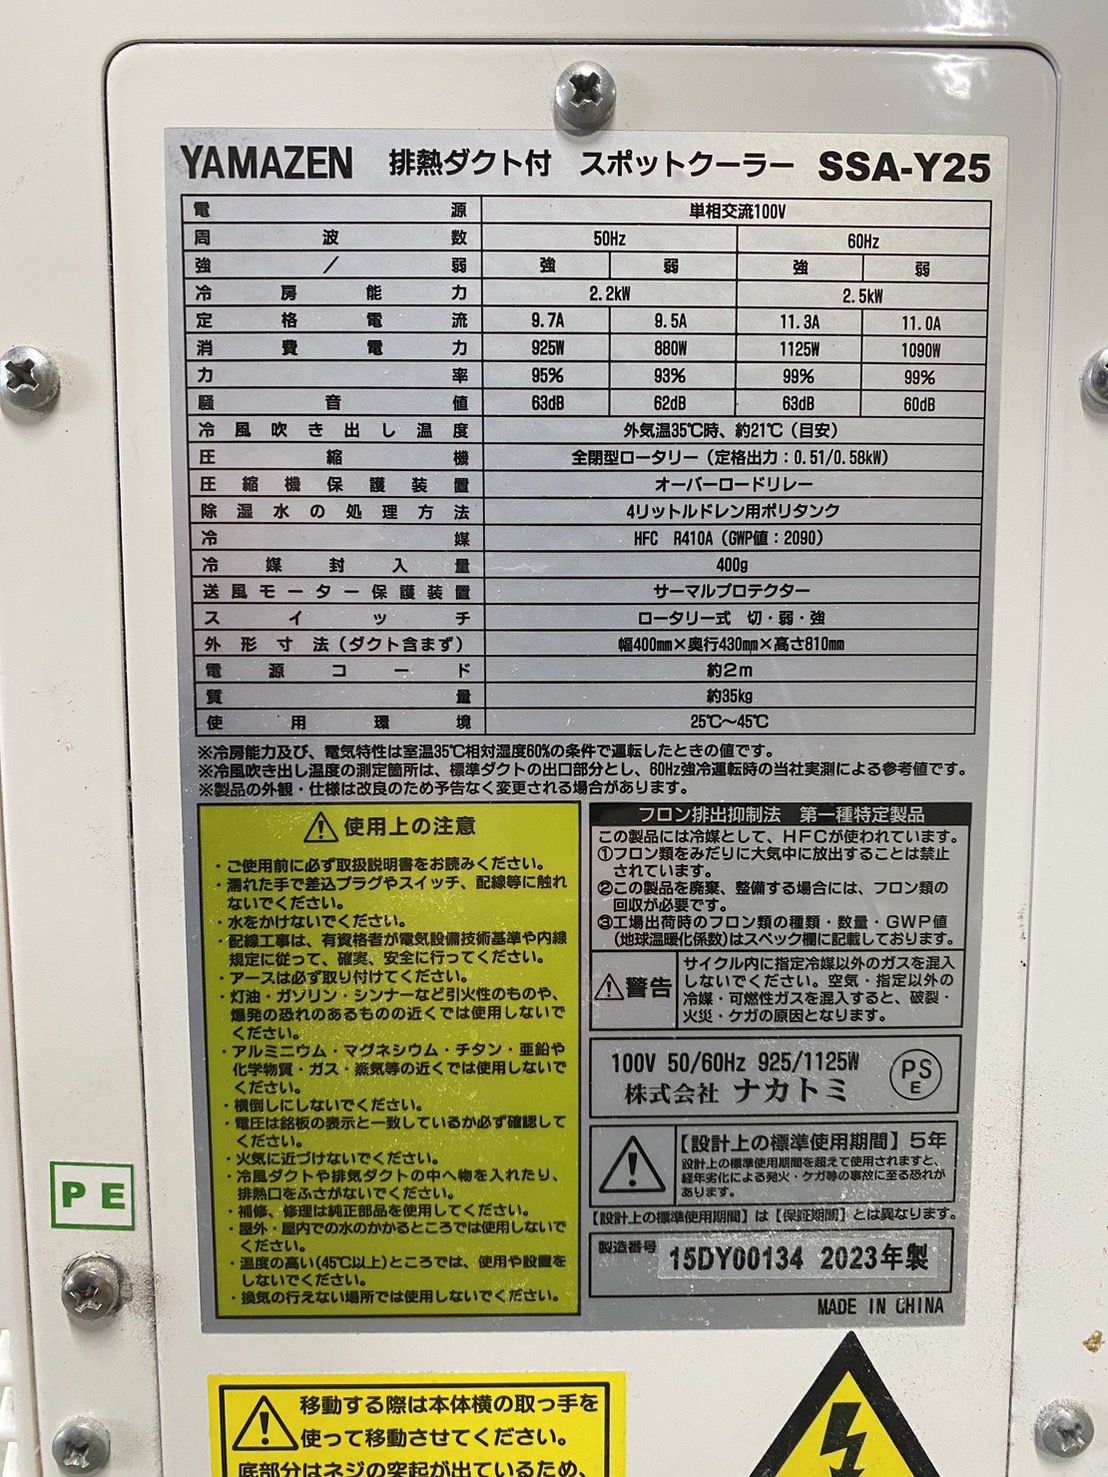 YAMAZEN 排熱ダクト付 スポットクーラー SSA-Y25
電源 単相交流100V
周波数 50Hz 60Hz
強/弱 強 弱 強 弱
冷房能力 2.2kW 2.5kW
定格電流 9.7A 9.5A 11.3A 11.0A
消費電力 925W 880W 1125W 1090W
力率 95% 93% 99% 99%
騒音値 63dB 62dB 63dB 60dB
冷風吹き出し温度 外気温35℃時、約21℃(目安)
圧縮機 全閉型ロータリー(定格出力:0.51/0.58kW)
圧縮機保護装置 オーバーロードリレー
除湿水の処理方法 4リットルドレン用ポリタンク
冷媒 HFC R410A(GWP値:2090)
冷媒封入量 400g
送風モーター保護装置 サーマルプロテクター
スイッチ ロータリー式 切・弱・強
外形寸法(ダクト含まず) 幅400mm×奥行430mm×高さ810mm
電源コード 約2m
質量 約35kg
使用環境 25℃～45℃
※冷房能力及び、電気特性は室温35℃相対湿度60%の条件で運転したときの値です。
※冷風吹き出し温度の測定箇所は、標準ダクトの出口部分とし、60Hz強冷運転時の当社実測による参考値です。
※製品の外観・仕様は改良のため予告なく変更される場合があります。
使用上の注意
・ご使用前に必ず取扱説明書をお読みください。
・濡れた手で差込プラグやスイッチ、配線等に触れ
ないでください。
・水をかけないでください。
・配線工事は、有資格者が電気設備技術基準や内線
規定に従って、確実、安全に行ってください。
・アースは必ず取り付けてください。
・灯油・ガソリン・シンナーなど引火性のものや、
爆発の恐れのあるものの近くでは使用しないで
ください。
・アルミニウム・マグネシウム・チタン・亜鉛や
化学物質・ガス・蒸気等の近くでは使用しないで
ください。
・横倒しにしないでください。
・電圧は銘板の表示と一致しているか必ず確認して
ください。
・火気に近づけないでください。
・冷風ダクトや排気ダクトの中へ物を入れたり、
排熱口をふさがないでください。
・補修、修理は純正部品を使用してください。
・屋外・屋内での水のかかるところでは使用しないで
ください。
・温度の高い(45℃以上)ところでは、使用や設置を
しないでください。
・換気の行えない場所では使用しないでください。
フロン排出抑制法 第一種特定製品
この製品には冷媒として、HFCが使われています。
①フロン類をみだりに大気中に放出することは禁止
されています。
②この製品を廃棄、整備する場合には、フロン類の
回収が必要です。
③工場出荷時のフロン類の種類・数量・GWP値
(地球温暖化係数)はスペック欄に記載しております。
警告
サイクル内に指定冷媒以外のガスを混入
しないでください。空気・指定以外の
冷媒・可燃性ガスを混入すると、破裂・
火災・ケガの原因となります。
100V 50/60Hz 925/1125W
株式会社 ナカトミ
PS
E
【設計上の標準使用期間】5年
設計上の標準使用期間を超えて使用されますと、
経年劣化による発火・ケガ等の事故に至る恐れが
あります。
【設計上の標準使用期間】は【保証期間】とは異なります。
製造番号 15DY00134 2023年製
MADE IN CHINA
PE
移動する際は本体横の取っ手を
使って移動させてください。
底部分はネジの突起が出ているため、